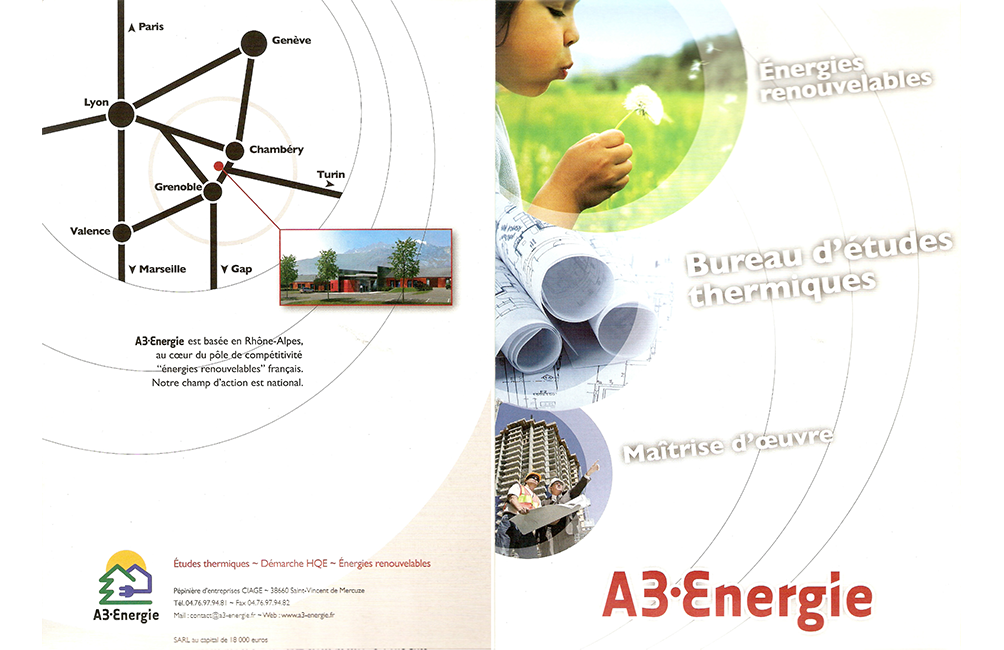 Paris
Genève
Lyon
Chambéry
Turin
Grenoble
Valence
Marseille
Gap
A3•Energie est basée en Rhône-Alpes,
au cœur du pôle de compétitivité
“énergies renouvelables” français.
Notre champ d'action est national.
A3•Energie
Études thermiques ~ Démarche HQE ~ Énergies renouvelables
Pépinière d'entreprises CIAGE ~ 38660 Saint-Vincent de Mercuze
Tél. 04.76.97.94.81 ~ Fax 04.76.97.94.82
Mail : contact@a3-energie.fr ~ Web : www.a3-energie.fr
SARL au capital de 18 000 euros
Énergies
renouvelables
Bureau d'études
thermiques
Maîtrise d'œuvre
A3•Energie